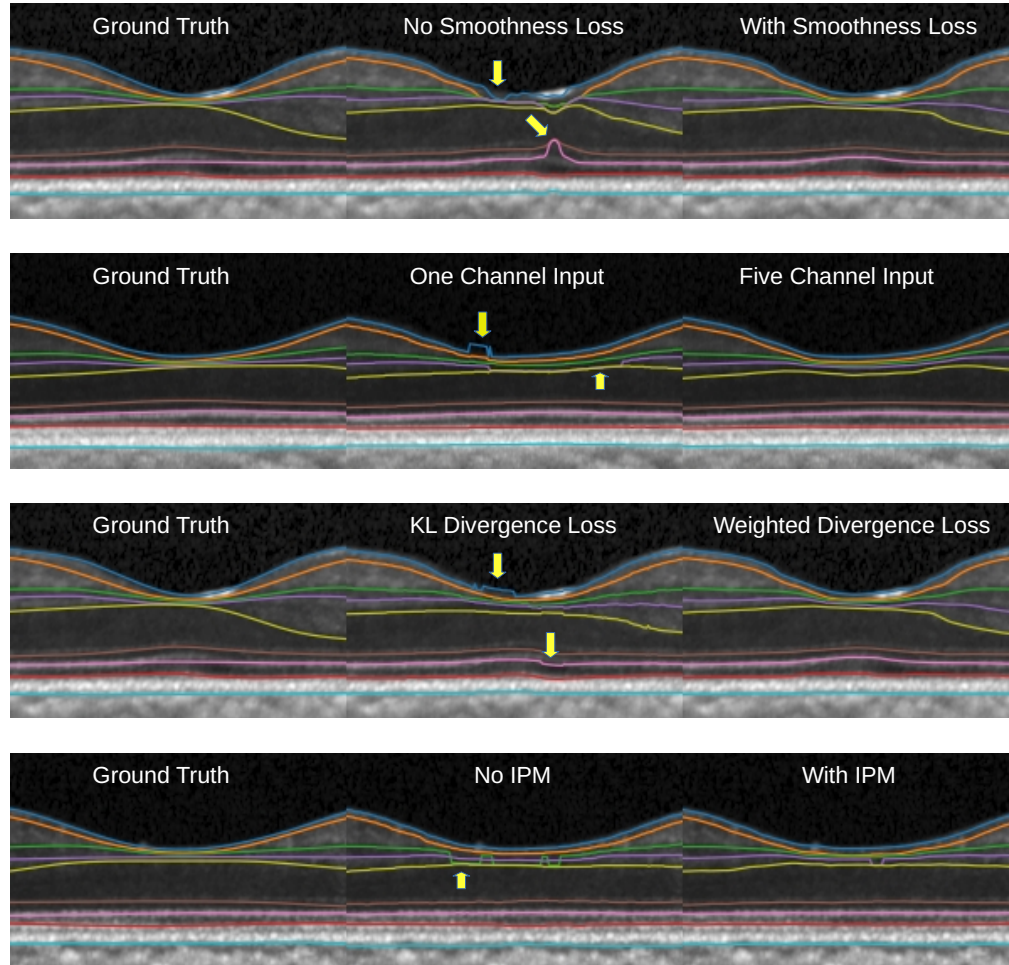 Ground Truth
No Smoothness Loss
With Smoothness Loss
Ground Truth
One Channel Input
Five Channel Input
Ground Truth
KL Divergence Loss
Weighted Divergence Loss
Ground Truth
No IPM
With IPM